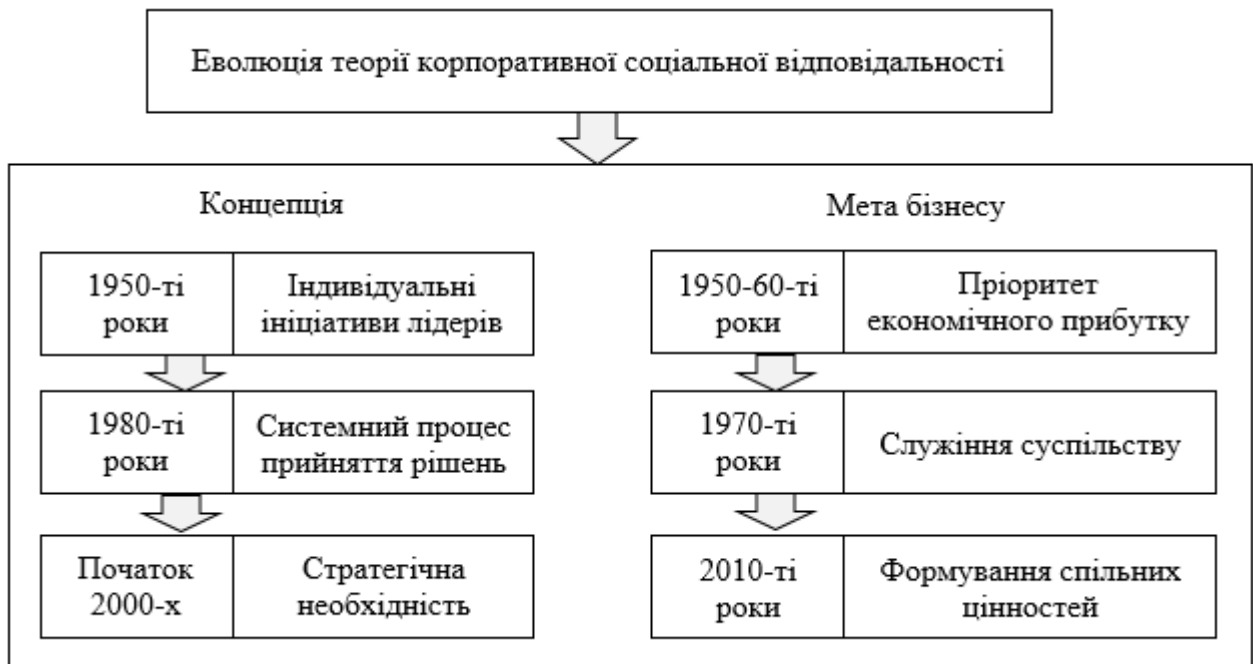 Еволюція теорії корпоративної соціальної відповідальності
Концепція
1950-ті
роки
Індивідуальні
ініціативи лідерів
1980-ті
роки
Системний процес
прийняття рішень
Початок
2000-х
Стратегічна
необхідність
Мета бізнесу
1950-60-ті
роки
Пріоритет
економічного прибутку
1970-ті
роки
Служіння суспільству
2010-ті
роки
Формування спільних
цінностей